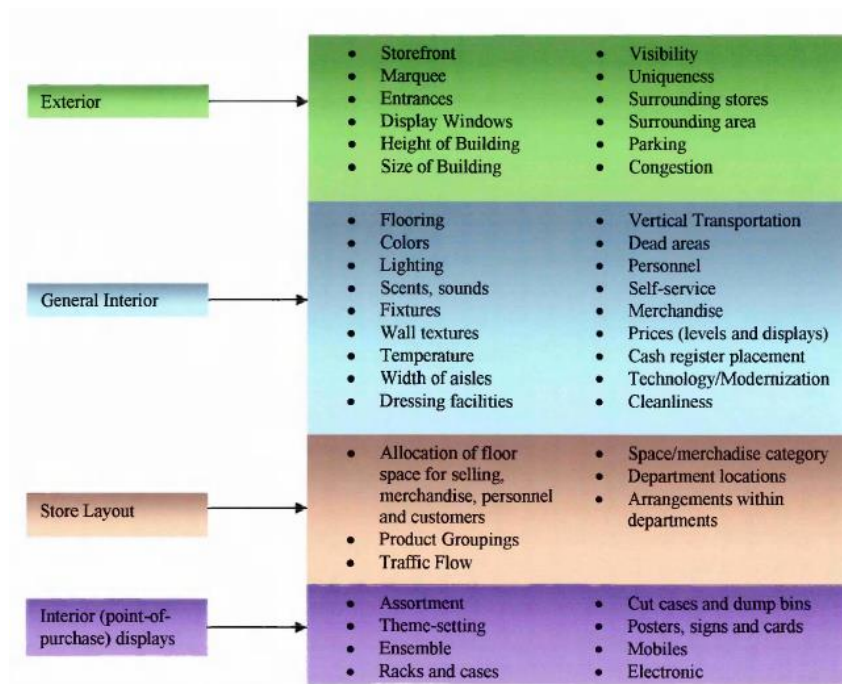 Exterior
• Storefront
• Marquee
• Entrances
• Display Windows
• Height of Building
• Size of Building
• Visibility
• Uniqueness
• Surrounding stores
• Surrounding area
• Parking
• Congestion
General Interior
• Flooring
• Colors
• Lighting
• Scents, sounds
• Fixtures
• Wall textures
• Temperature
• Width of aisles
• Dressing facilities
• Vertical Transportation
• Dead areas
• Personnel
• Self-service
• Merchandise
• Prices (levels and displays)
• Cash register placement
• Technology/Modernization
• Cleanliness
Store Layout
• Allocation of floor
space for selling,
merchandise, personnel
and customers
• Product Groupings
• Traffic Flow
• Space/merchadise category
• Department locations
• Arrangements within
departments
Interior (point-of-
purchase) displays
• Assortment
• Theme-setting
• Ensemble
• Racks and cases
• Cut cases and dump bins
• Posters, signs and cards
• Mobiles
• Electronic